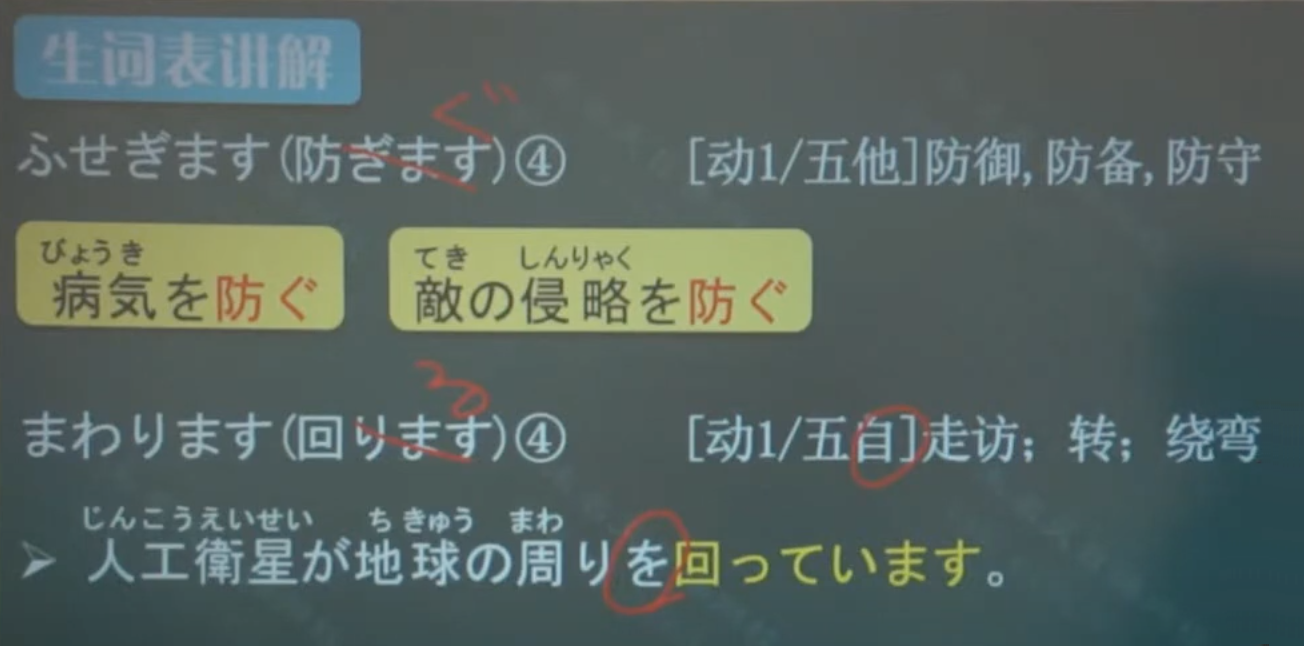 生词表讲解
ぐ
ふせぎます(防ぎます)④ [动1/五他]防御,防备,防守
びょうき
病気を防ぐ
てき しんりゃく
敵の侵略を防ぐ
る
まわります(回ります)④ [动1/五自]走访；转；绕弯
じんこうえいせい ちきゅう まわ
➤ 人工衛星が地球の周りを回っています。